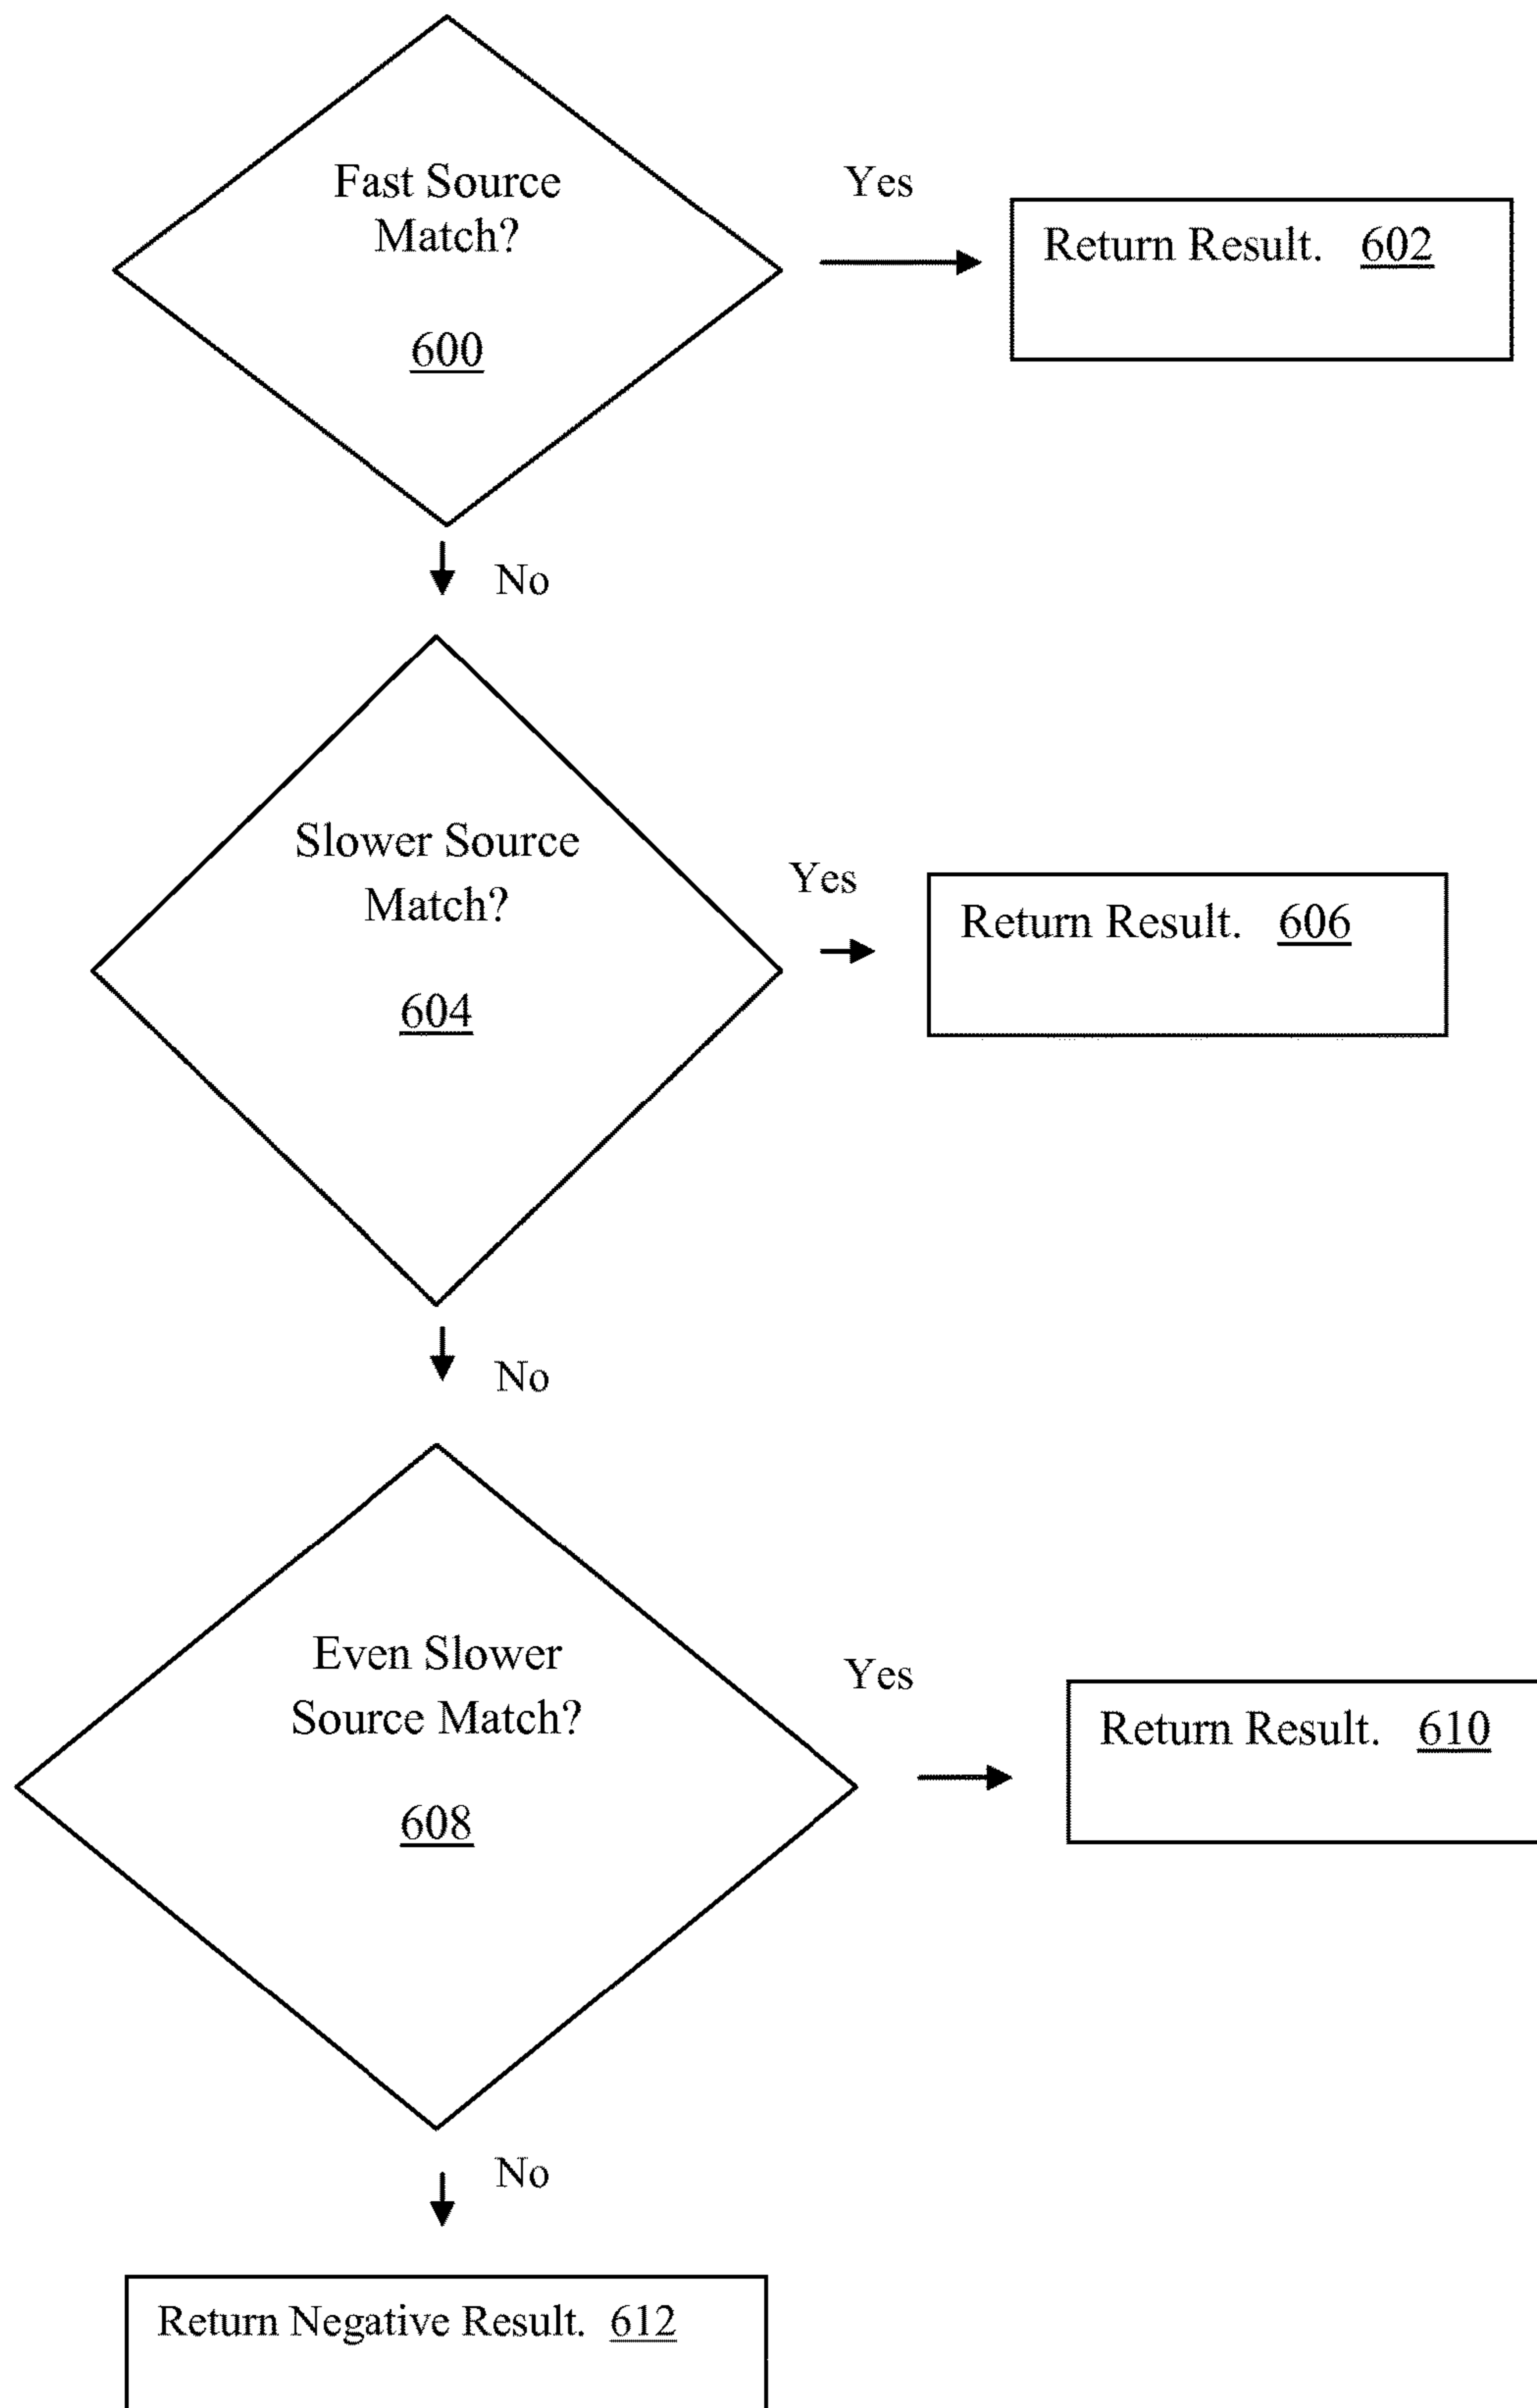 Fast Source
Match?
600
Yes
Return Result. 602
No
Slower Source
Match?
604
Yes
Return Result. 606
No
Even Slower
Source Match?
608
Yes
Return Result. 610
No
Return Negative Result. 612